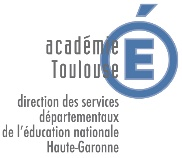 académie
Toulouse
É
direction des services
départementaux
de l'éducation nationale
Haute-Garonne